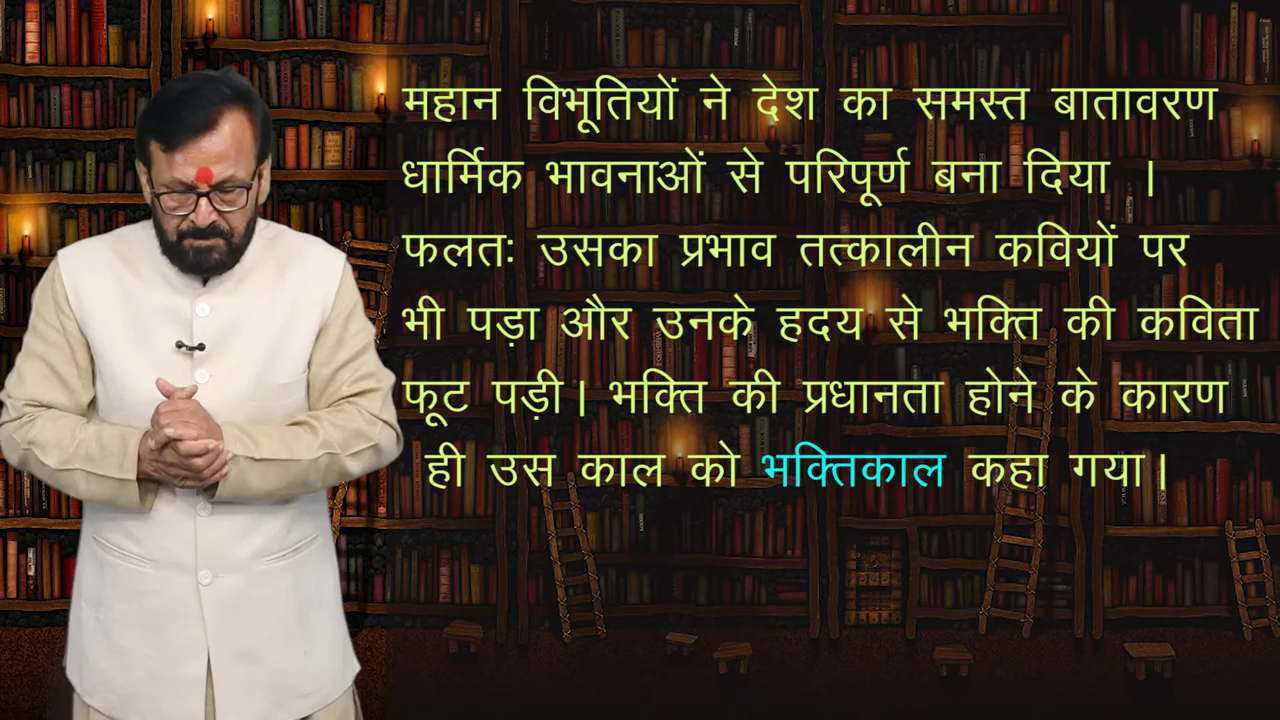 महान विभूतियों ने देश का समस्त बातावरण
धार्मिक भावनाओं से परिपूर्ण बना दिया ।
फलतः उसका प्रभाव तत्कालीन कवियों पर
भी पड़ा और उनके हदय से भक्ति की कविता
फूट पड़ी। भक्ति की प्रधानता होने के कारण
ही उस काल को भक्तिकाल कहा गया।